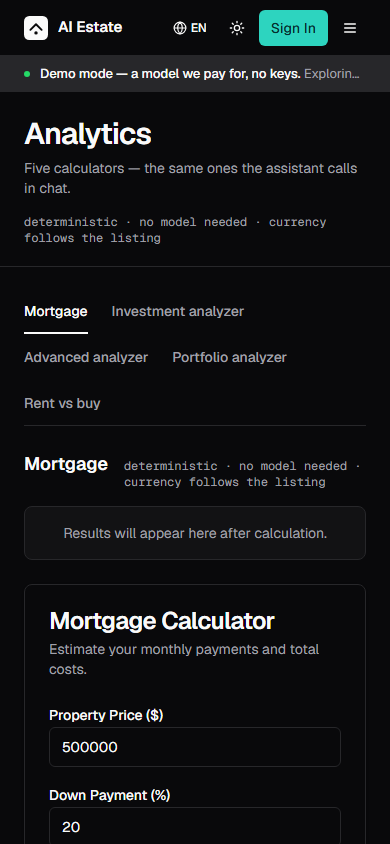 AI Estate
EN
Sign In
Demo mode — a model we pay for, no keys. Explorin...
Analytics
Five calculators — the same ones the assistant calls
in chat.
deterministic · no model needed · currency
follows the listing
Mortgage
Investment analyzer
Advanced analyzer
Portfolio analyzer
Rent vs buy
Mortgage
deterministic · no model needed ·
currency follows the listing
Results will appear here after calculation.
Mortgage Calculator
Estimate your monthly payments and total
costs.
Property Price ($)
500000
Down Payment (%)
20